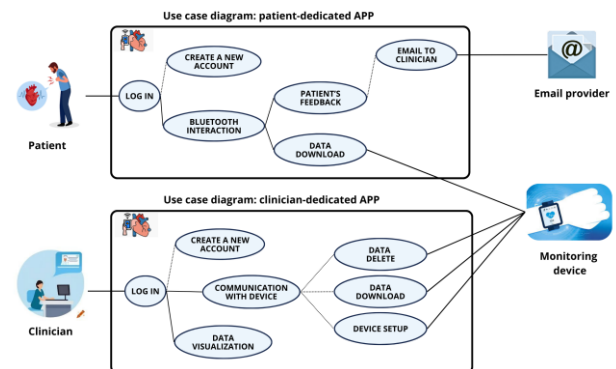 Use case diagram: patient-dedicated APP
CREATE A NEW
ACCOUNT
EMAIL TO
CLINICIAN
@
Email provider
LOG IN
PATIENT'S
FEEDBACK
BLUETOOTH
INTERACTION
Patient
DATA
DOWNLOAD
Use case diagram: clinician-dedicated APP
CREATE A NEW
ACCOUNT
DATA
DELETE
Monitoring
device
LOG IN
COMMUNICATION
WITH DEVICE
DATA
DOWNLOAD
Clinician
DEVICE SETUP
DATA
VISUALIZATION